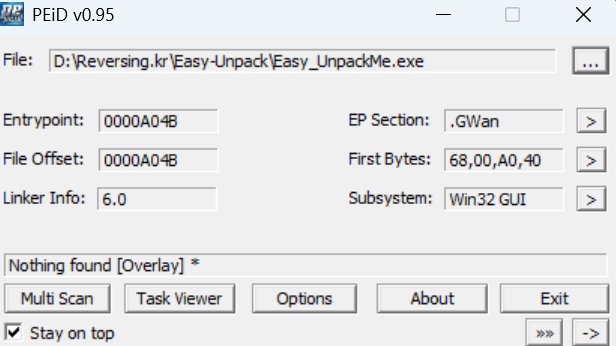 PEiD v0.95
File: D:\Reversing.kr\Easy-Unpack\Easy_UnpackMe.exe ...
Entrypoint: 0000A04B EP Section: .GWan >
File Offset: 0000A04B First Bytes: 68,00,A0,40 >
Linker Info: 6.0 Subsystem: Win32 GUI >
Nothing found [Overlay] *
Multi Scan Task Viewer Options About Exit
Stay on top »» ->